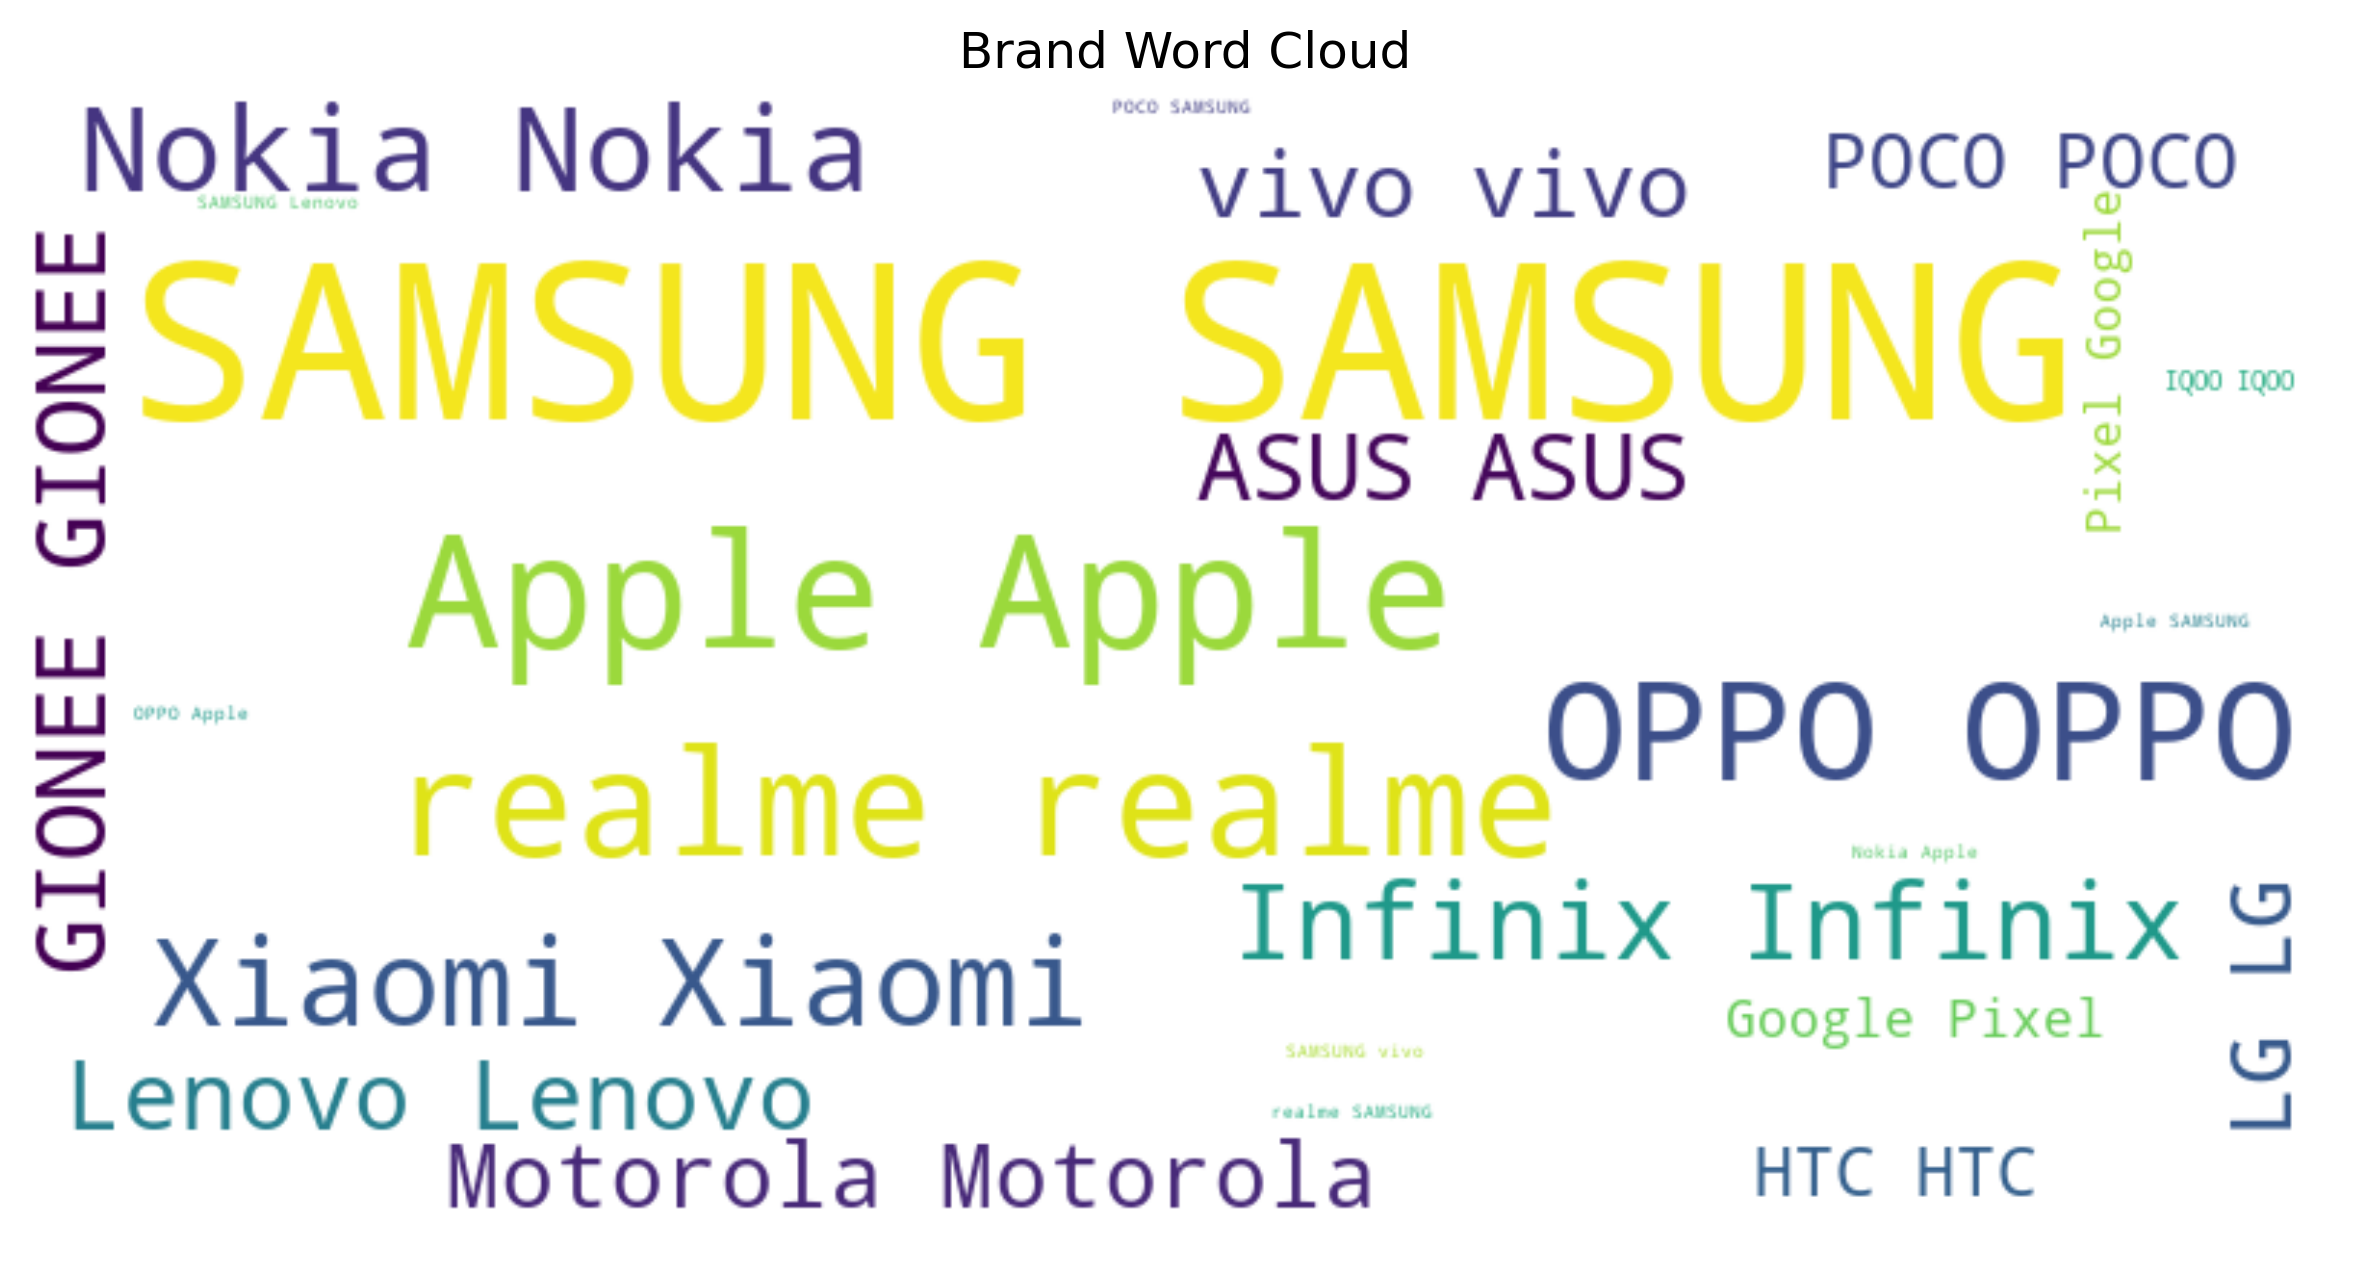 Brand Word Cloud
Nokia Nokia
POCO SAMSUNG
vivo vivo
POCO POCO
SAMSUNG Lenovo
GIONEE GIONEE
SAMSUNG SAMSUNG
Pixel Google
IQOO IQOO
ASUS ASUS
Apple Apple
Apple SAMSUNG
OPPO Apple
OPPO OPPO
realme realme
Nokia Apple
Infinix Infinix
LG LG
Xiaomi Xiaomi
Google Pixel
SAMSUNG vivo
Lenovo Lenovo
realme SAMSUNG
Motorola Motorola
HTC HTC